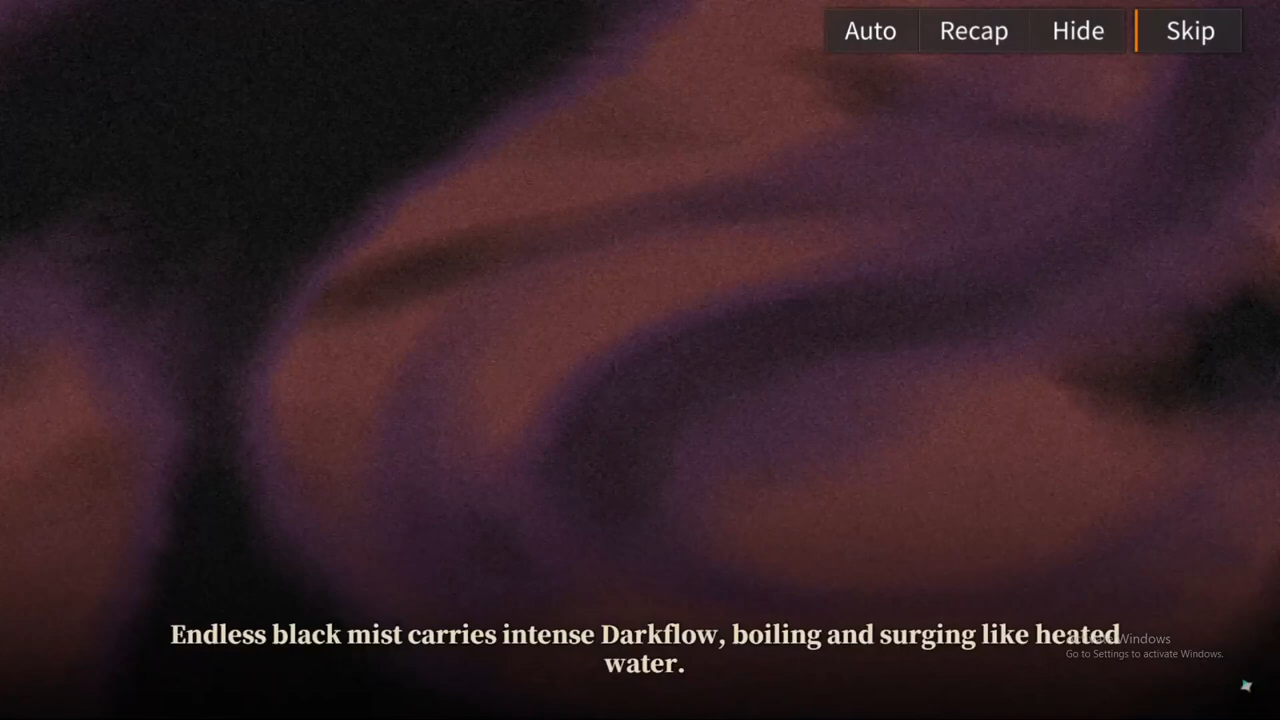 Auto
Recap
Hide
Skip
Endless black mist carries intense Darkflow, boiling and surging like heated
water.
Windows
Go to Settings to activate Windows.